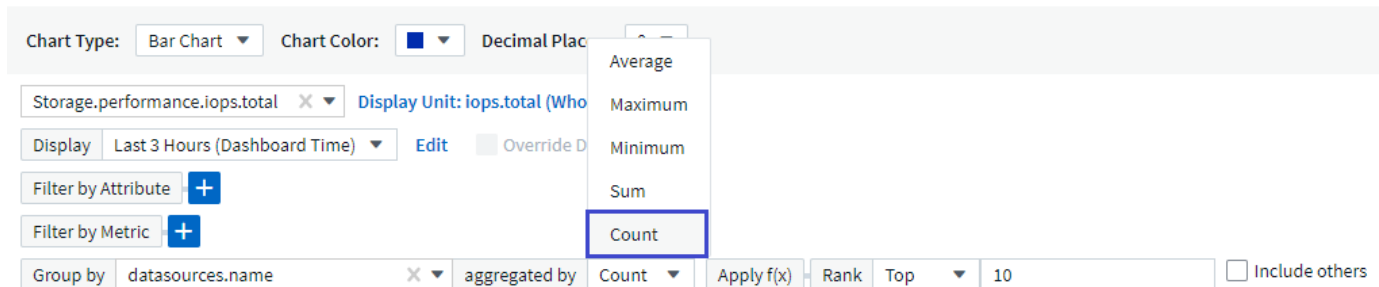 Chart Type: Bar Chart Chart Color: Decimal Plac
Average
Storage.performance.iops.total Display Unit: iops.total (Who
Maximum
Display Last 3 Hours (Dashboard Time) Edit Override D
Minimum
Filter by Attribute +
Sum
Filter by Metric +
Count
Group by datasources.name aggregated by Count Apply f(x) Rank Top 10 Include others